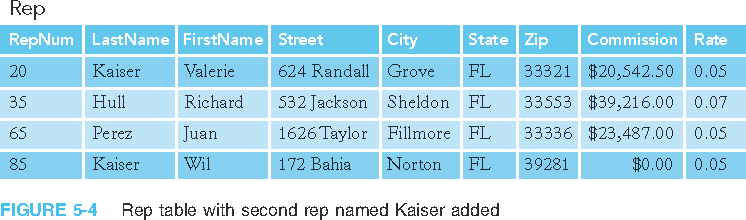 Rep
RepNum LastName FirstName Street City State Zip Commission Rate
20 Kaiser Valerie 624 Randall Grove FL 33321 $20,542.50 0.05
35 Hull Richard 532 Jackson Sheldon FL 33553 $39,216.00 0.07
65 Perez Juan 1626 Taylor Fillmore FL 33336 $23,487.00 0.05
85 Kaiser Wil 172 Bahia Norton FL 39281 $0.00 0.05
FIGURE 5-4 Rep table with second rep named Kaiser added